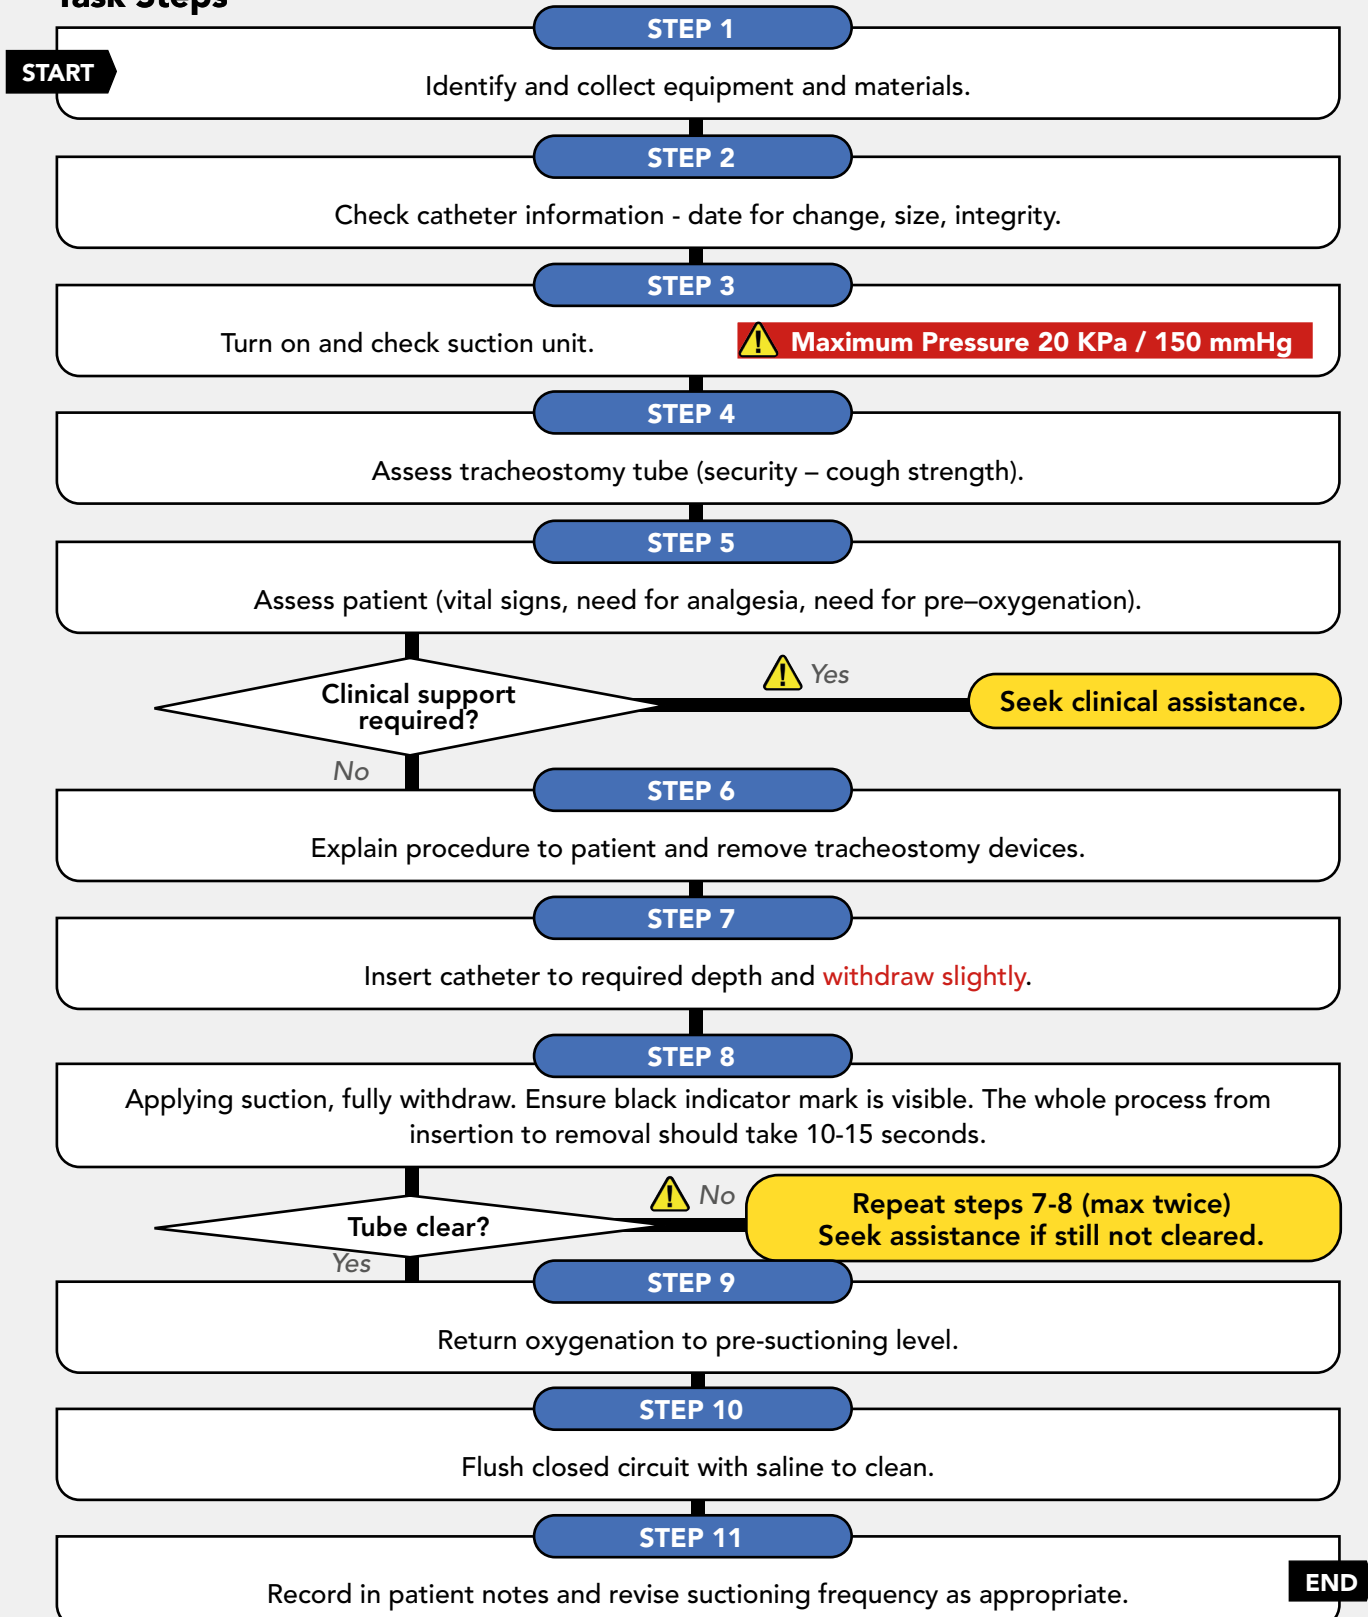 Task Steps
STEP 1
START
Identify and collect equipment and materials.
STEP 2
Check catheter information - date for change, size, integrity.
STEP 3
Turn on and check suction unit.
Maximum Pressure 20 KPa / 150 mmHg
STEP 4
Assess tracheostomy tube (security – cough strength).
STEP 5
Assess patient (vital signs, need for analgesia, need for pre–oxygenation).
Clinical support
required?
Yes
Seek clinical assistance.
No
STEP 6
Explain procedure to patient and remove tracheostomy devices.
STEP 7
Insert catheter to required depth and withdraw slightly.
STEP 8
Applying suction, fully withdraw. Ensure black indicator mark is visible. The whole process from
insertion to removal should take 10-15 seconds.
Tube clear?
No
Repeat steps 7-8 (max twice)
Seek assistance if still not cleared.
Yes
STEP 9
Return oxygenation to pre-suctioning level.
STEP 10
Flush closed circuit with saline to clean.
STEP 11
Record in patient notes and revise suctioning frequency as appropriate.
END